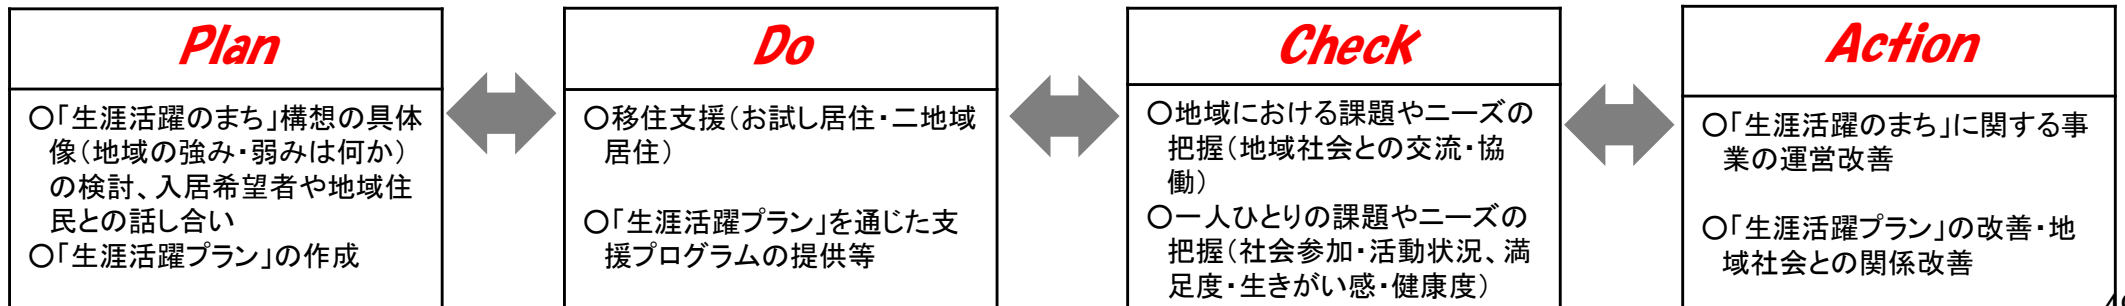 Plan
〇「生涯活躍のまち」構想の具体
像(地域の強み・弱みは何か)
の検討、入居希望者や地域住
民との話し合い
〇「生涯活躍プラン」の作成
Do
〇移住支援(お試し居住・二地域
居住)
〇「生涯活躍プラン」を通じた支
援プログラムの提供等
Check
〇地域における課題やニーズの
把握(地域社会との交流・協
働)
〇一人ひとりの課題やニーズの
把握(社会参加・活動状況、満
足度・生きがい感・健康度)
Action
〇「生涯活躍のまち」に関する事
業の運営改善
〇「生涯活躍プラン」の改善・地
域社会との関係改善